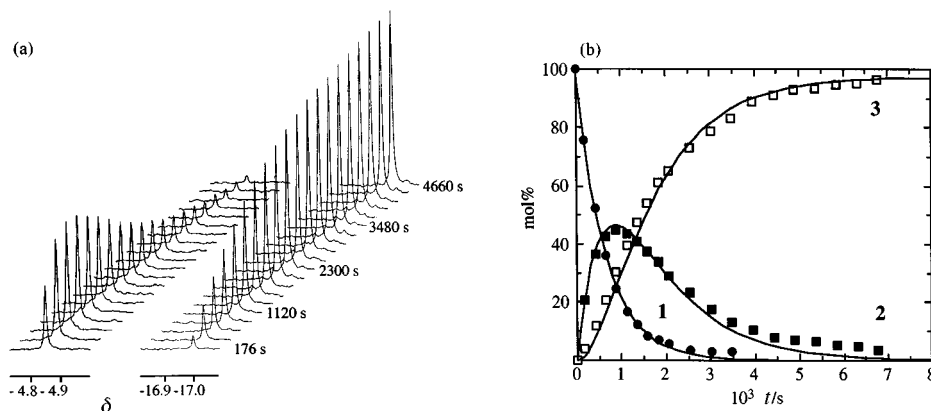 (a)
4660 s
3480 s
2300 s
1120 s
176 s
- 4.8 - 4.9
-16.9 -17.0
δ
(b)
100
80
60
40
20
mol%
3
1
2
0 1 2 3 4 5 6 7 8
10³ t/s